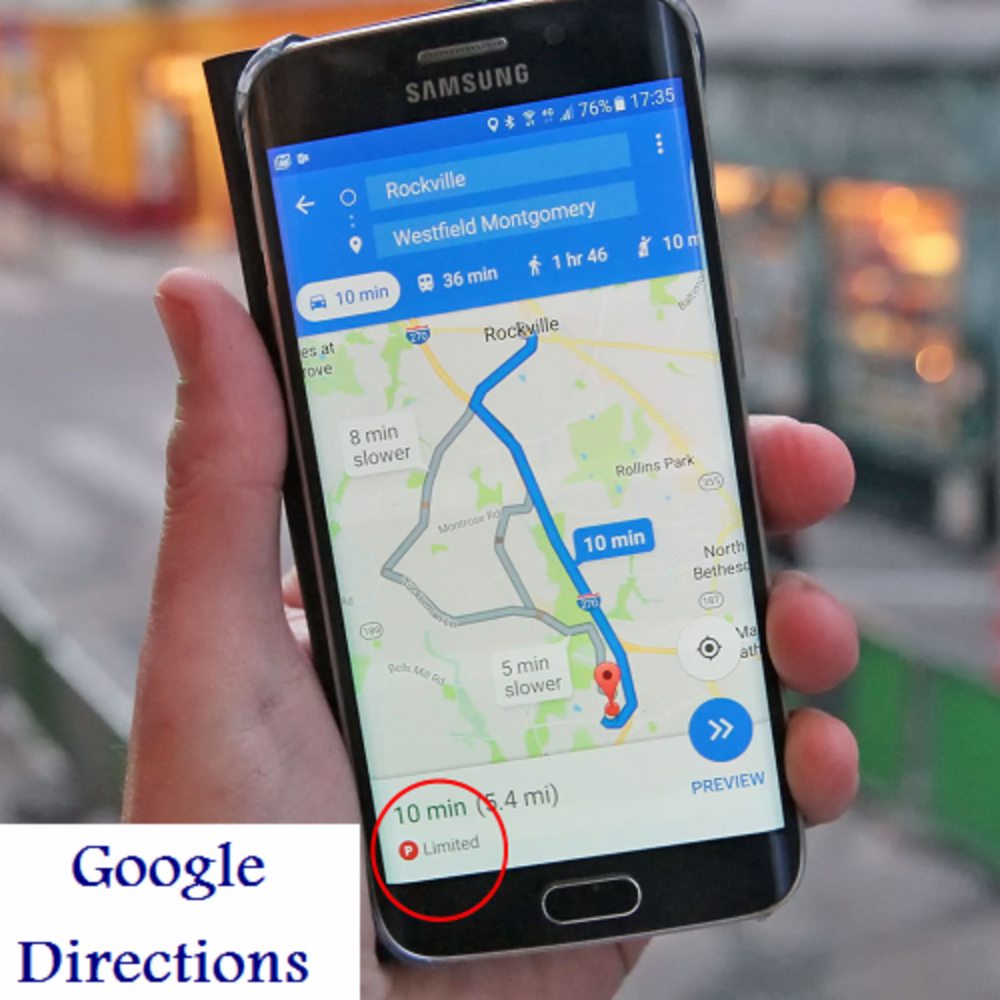 SAMSUNG
4G 76% 17:35
Rockville
Westfield Montgomery
10 min 36 min 1 hr 46 10 m
Rockville
270
es at
rove
8 min
slower
Rollins Park
355
Montrose Rd
10 min
North
Bethesd
187
270
189
Bells Mill Rd
5 min
slower
Ma
ath
PREVIEW
10 min (5.4 mi)
P Limited
Google
Directions